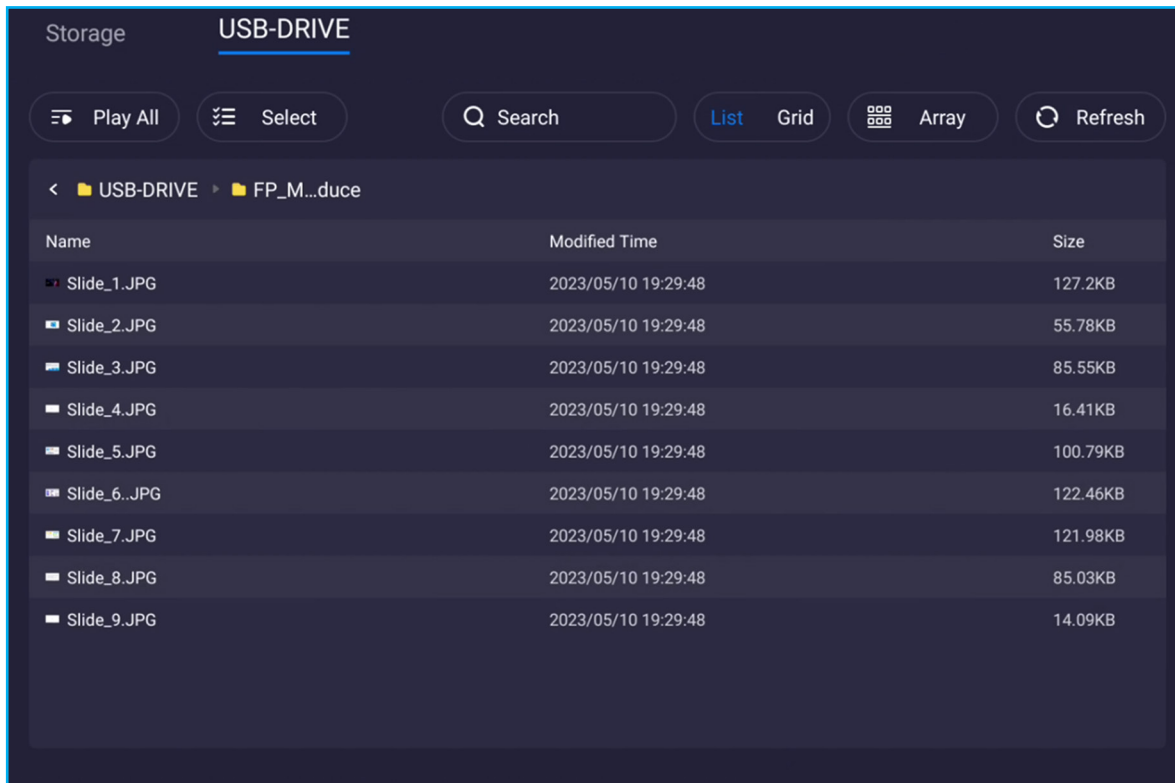 Storage USB-DRIVE
Play All Select Search List Grid Array Refresh
USB-DRIVE FP_M...duce
Name Modified Time Size
Slide_1.JPG 2023/05/10 19:29:48 127.2KB
Slide_2.JPG 2023/05/10 19:29:48 55.78KB
Slide_3.JPG 2023/05/10 19:29:48 85.55KB
Slide_4.JPG 2023/05/10 19:29:48 16.41KB
Slide_5.JPG 2023/05/10 19:29:48 100.79KB
Slide_6..JPG 2023/05/10 19:29:48 122.46KB
Slide_7.JPG 2023/05/10 19:29:48 121.98KB
Slide_8.JPG 2023/05/10 19:29:48 85.03KB
Slide_9.JPG 2023/05/10 19:29:48 14.09KB